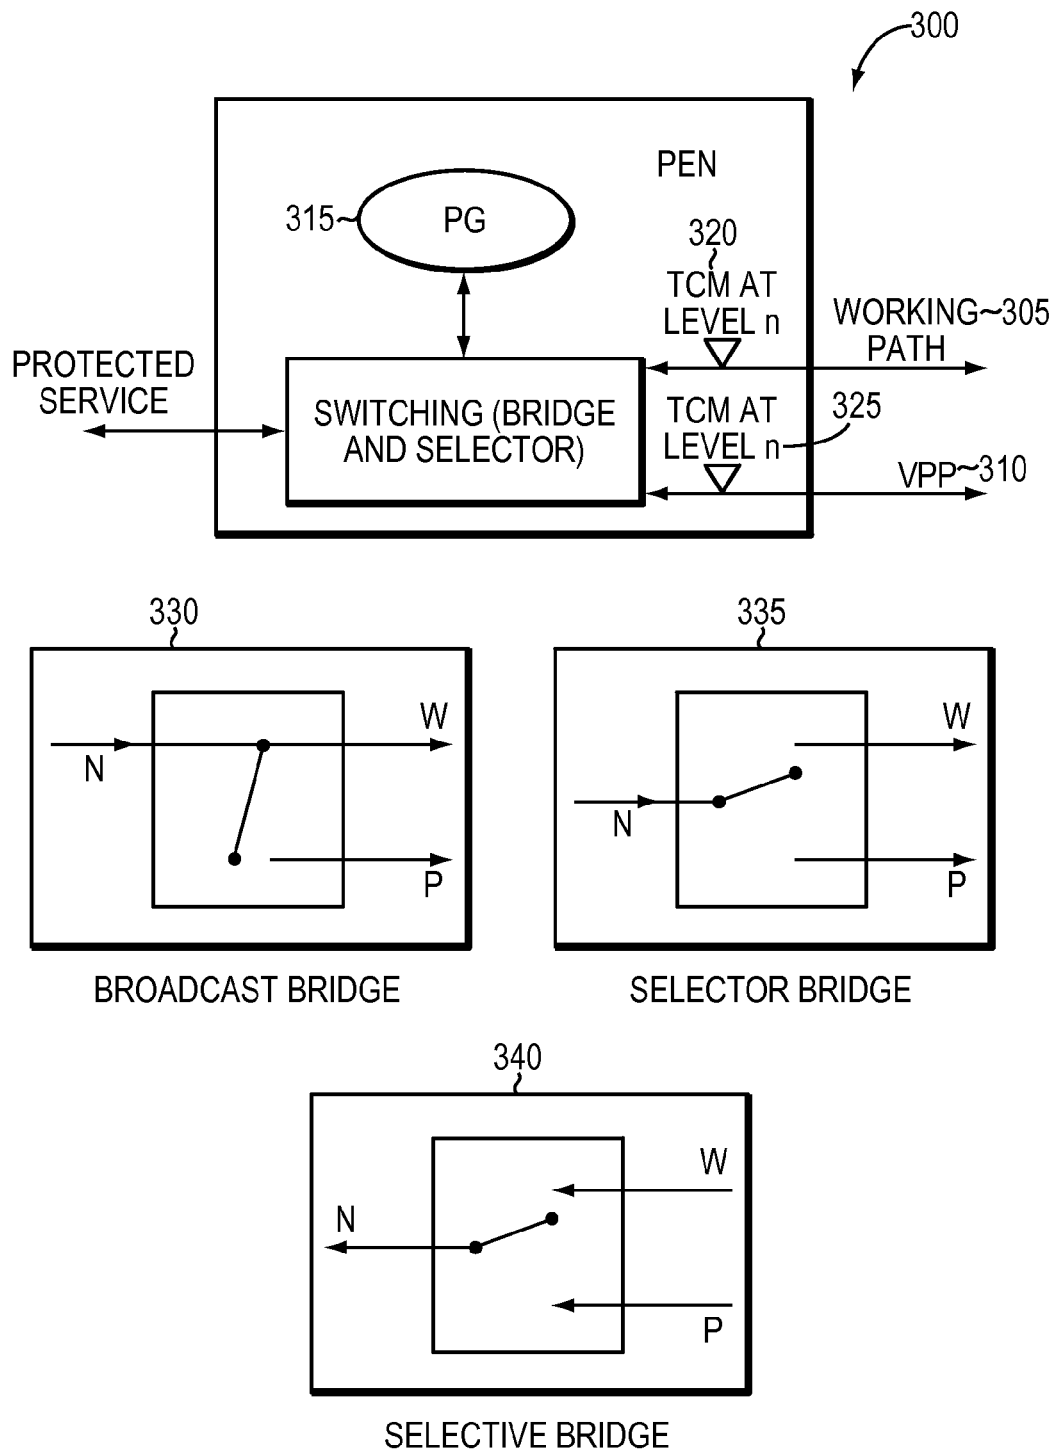 300
PEN
315
PG
320
TCM AT
LEVEL n
WORKING 305
PATH
PROTECTED
SERVICE
SWITCHING (BRIDGE
AND SELECTOR)
TCM AT
LEVEL n
325
VPP 310
330
N
W
P
BROADCAST BRIDGE
335
N
W
P
SELECTOR BRIDGE
340
N
W
P
SELECTIVE BRIDGE